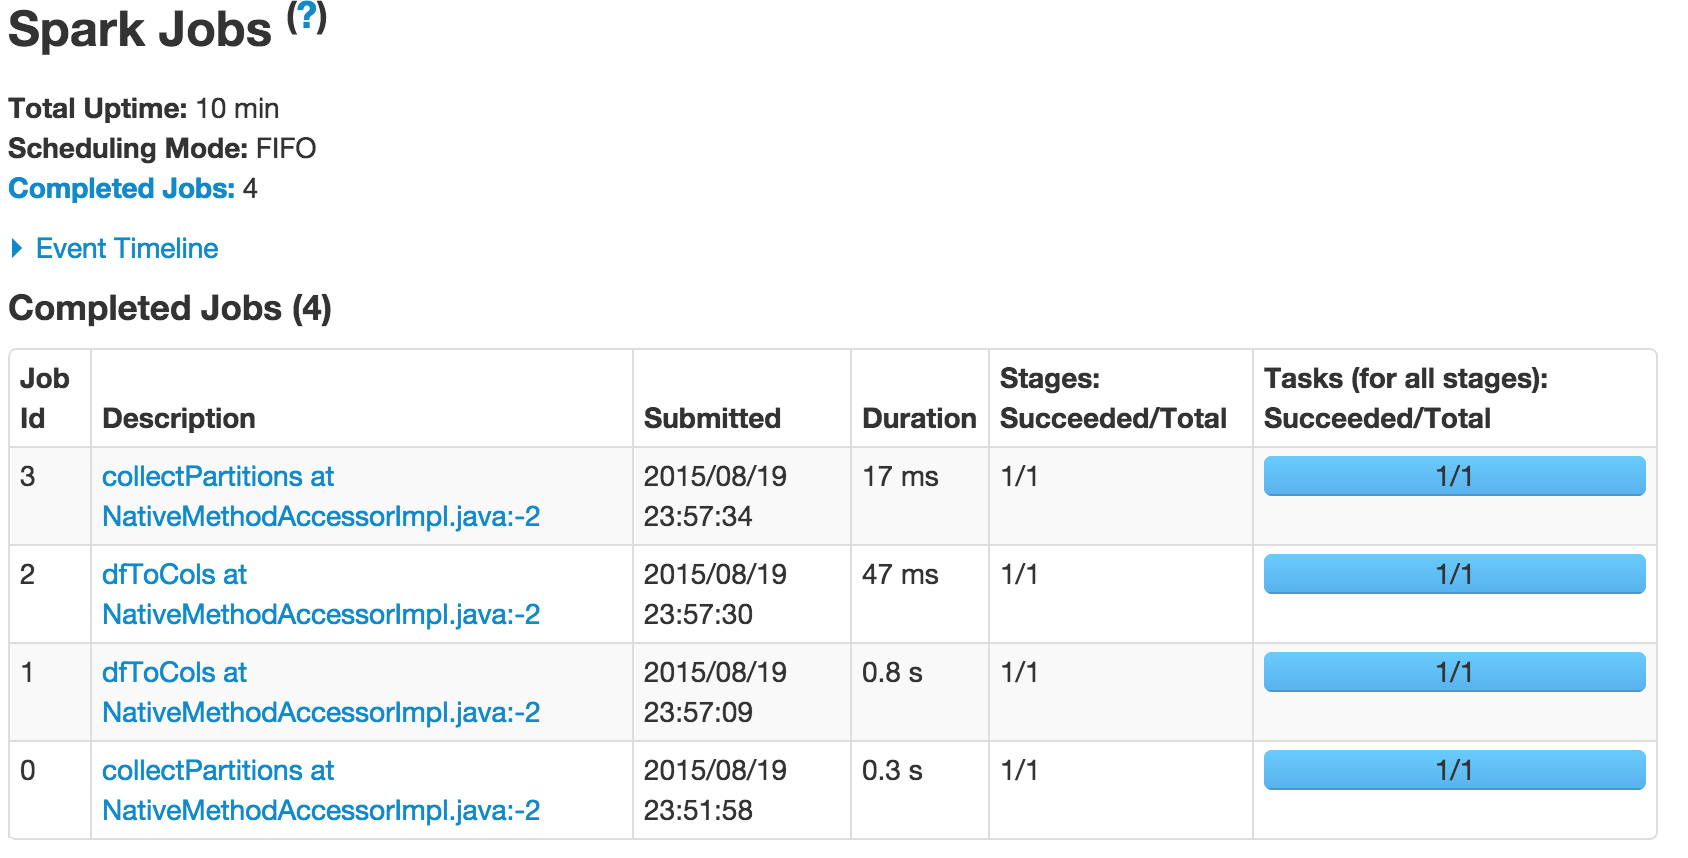 Spark Jobs (?)
Total Uptime: 10 min
Scheduling Mode: FIFO
Completed Jobs: 4
Event Timeline
Completed Jobs (4)
Job Id Description Submitted Duration Stages: Succeeded/Total Tasks (for all stages): Succeeded/Total
3 collectPartitions at 2015/08/19 17 ms 1/1 1/1
NativeMethodAccessorImpl.java:-2 23:57:34
2 dfToCols at 2015/08/19 47 ms 1/1 1/1
NativeMethodAccessorImpl.java:-2 23:57:30
1 dfToCols at 2015/08/19 0.8 s 1/1 1/1
NativeMethodAccessorImpl.java:-2 23:57:09
0 collectPartitions at 2015/08/19 0.3 s 1/1 1/1
NativeMethodAccessorImpl.java:-2 23:51:58